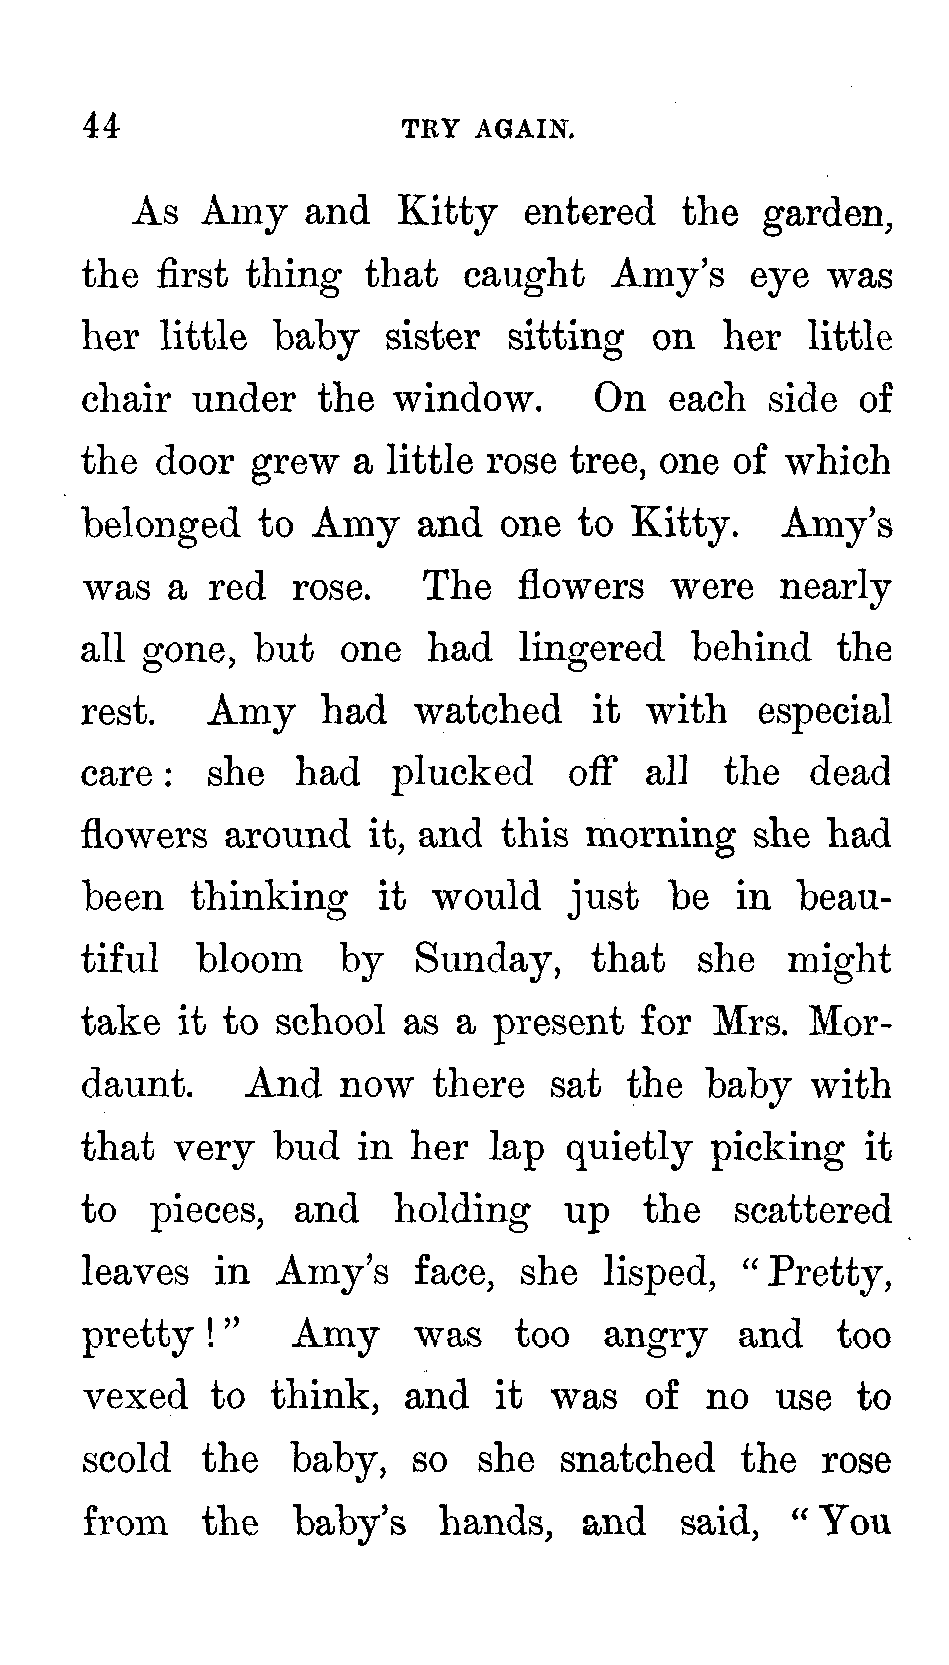 44 TRY AGAIN.
As Amy and Kitty entered the garden,
the first thing that caught Amy's eye was
her little baby sister sitting on her little
chair under the window. On each side of
the door grew a little rose tree, one of which
belonged to Amy and one to Kitty. Amy's
was a red rose. The flowers were nearly
all gone, but one had lingered behind the
rest. Amy had watched it with especial
care : she had plucked off all the dead
flowers around it, and this morning she had
been thinking it would just be in beau-
tiful bloom by Sunday, that she might
take it to school as a present for Mrs. Mor-
daunt. And now there sat the baby with
that very bud in her lap quietly picking it
to pieces, and holding up the scattered
leaves in Amy's face, she lisped, “ Pretty,
pretty ! ” Amy was too angry and too
vexed to think, and it was of no use to
scold the baby, so she snatched the rose
from the baby's hands, and said, “ You